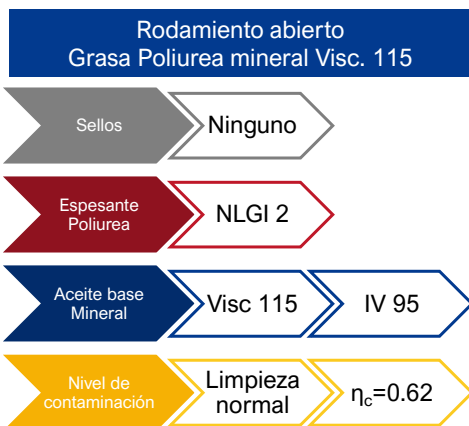 Rodamiento abierto
Grasa Poliurea mineral Visc. 115
Sellos
Ninguno
Espesante
Poliurea
NLGI 2
Aceite base
Mineral
Visc 115
IV 95
Nivel de
contaminación
Limpieza
normal
ηc=0.62